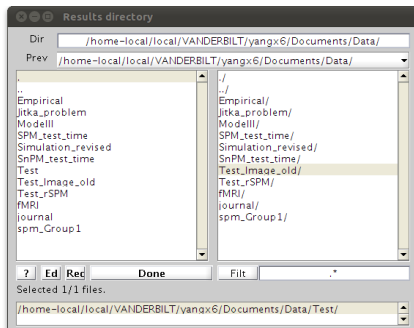 Results directory
Dir /home-local/local/VANDERBILT/yangx6/Documents/Data/
Prev /home-local/local/VANDERBILT/yangx6/Documents/Data/
.
..
Empirical
Jitka_problem
ModelII
SPM_test_time
Simulation_revised
SnPM_test_time
Test
Test_Image_old
Test_rSPM
fMRI
journal
spm_Group1
./
../
Empirical/
Jitka_problem/
ModelII/
SPM_test_time/
Simulation_revised/
SnPM_test_time/
Test_Image_old/
Test_rSPM/
fMRI/
journal/
spm_Group1/
? Ed Rec Done Filt .*
Selected 1/1 files.
/home-local/local/VANDERBILT/yangx6/Documents/Data/Test/